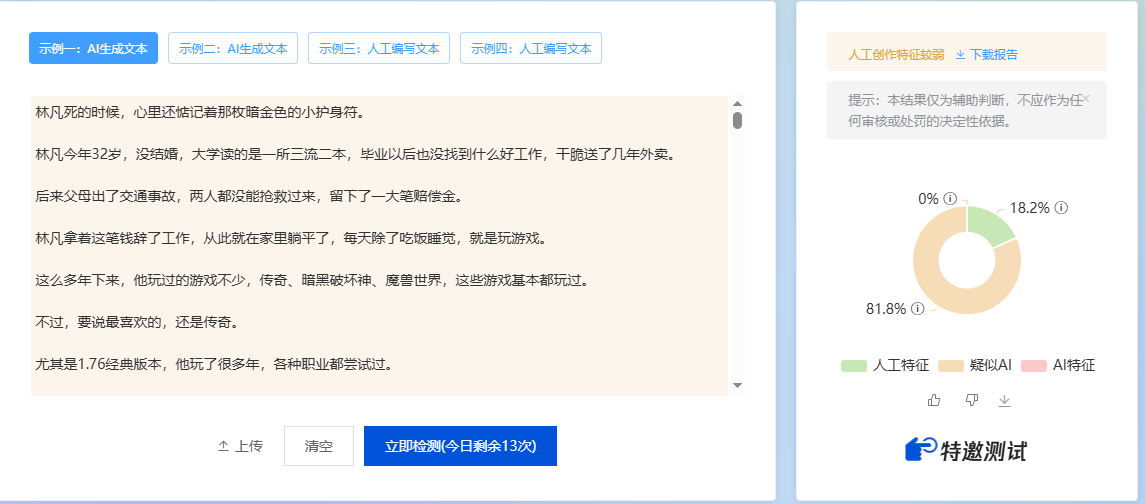 示例一：AI生成文本
示例二：AI生成文本
示例三：人工编写文本
示例四：人工编写文本
林凡死的时候，心里还惦记着那枚暗金色的小护身符。
林凡今年32岁，没结婚，大学读的是一所三流二本，毕业以后也没找到什么好工作，干脆送了几年外卖。
后来父母出了交通事故，两人都没能抢救过来，留下了一大笔赔偿金。
林凡拿着这笔钱辞了工作，从此就在家里躺平了，每天除了吃饭睡觉，就是玩游戏。
这么多年下来，他玩过的游戏不少，传奇、暗黑破坏神、魔兽世界，这些游戏基本都玩过。
不过，要说最喜欢的，还是传奇。
尤其是1.76经典版本，他玩了很多年，各种职业都尝试过。
上传
清空
立即检测(今日剩余13次)
人工创作特征较弱
下载报告
提示：本结果仅为辅助判断，不应作为任
何审核或处罚的决定性依据。
0%
18.2%
81.8%
人工特征
疑似AI
AI特征
特邀测试